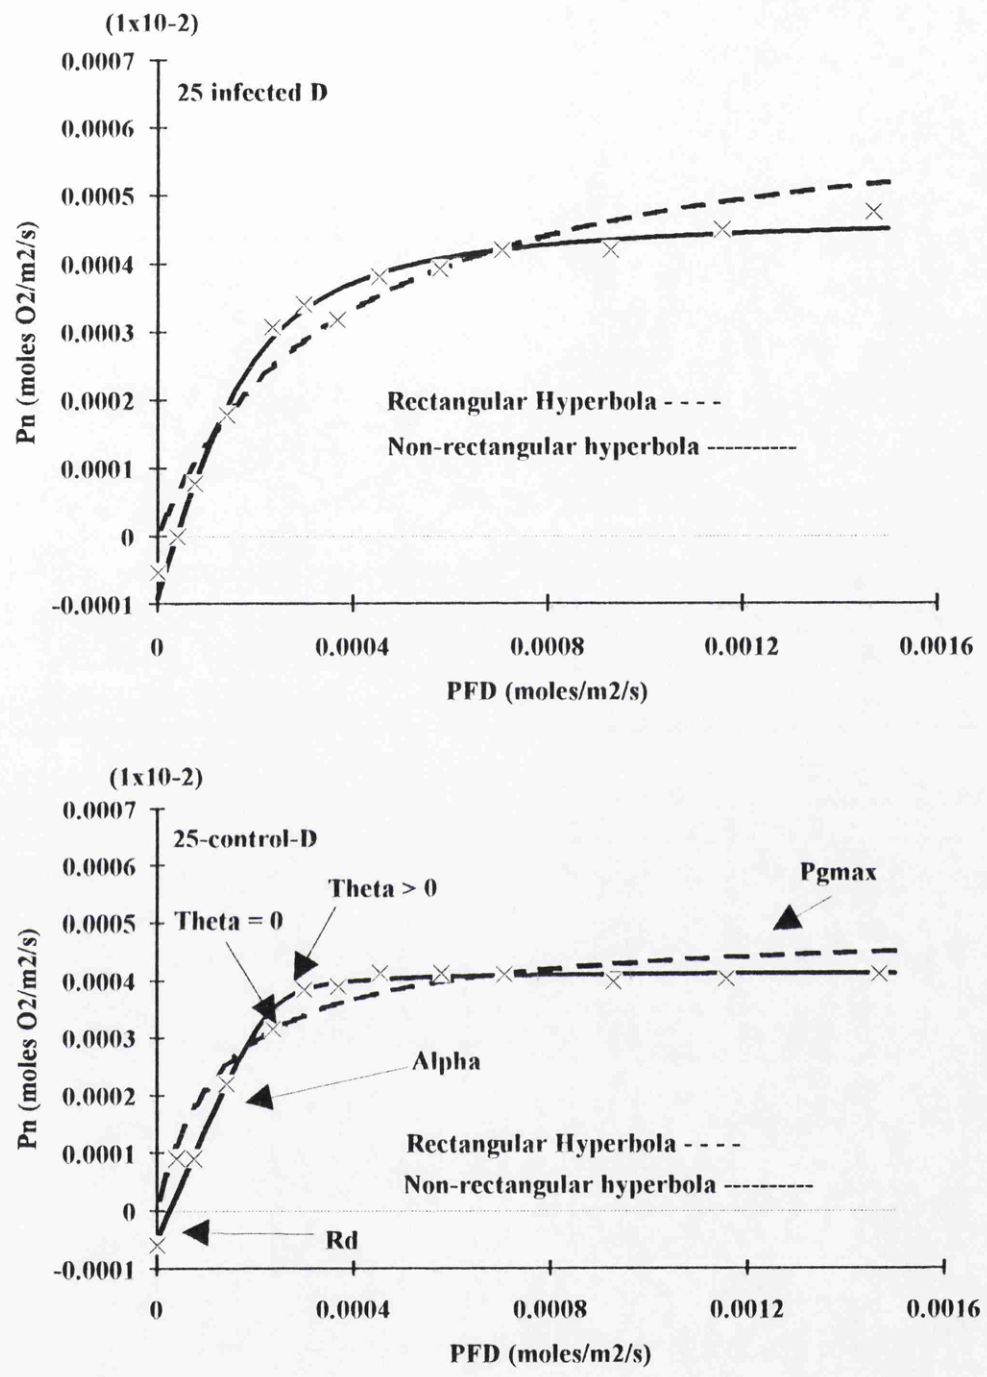 (1x10-2)
0.0007
25 infected D
0.0006
0.0005
0.0004
0.0003
0.0002
0.0001
0
-0.0001
Pn (moles O2/m2/s)
Rectangular Hyperbola - - - -
Non-rectangular hyperbola ----------
0 0.0004 0.0008 0.0012 0.0016
PFD (moles/m2/s)
(1x10-2)
0.0007
25-control-D
0.0006
0.0005
0.0004
0.0003
0.0002
0.0001
0
-0.0001
Pn (moles O2/m2/s)
Pgmax
Theta > 0
Theta = 0
Alpha
Rectangular Hyperbola - - - -
Non-rectangular hyperbola ----------
Rd
0 0.0004 0.0008 0.0012 0.0016
PFD (moles/m2/s)